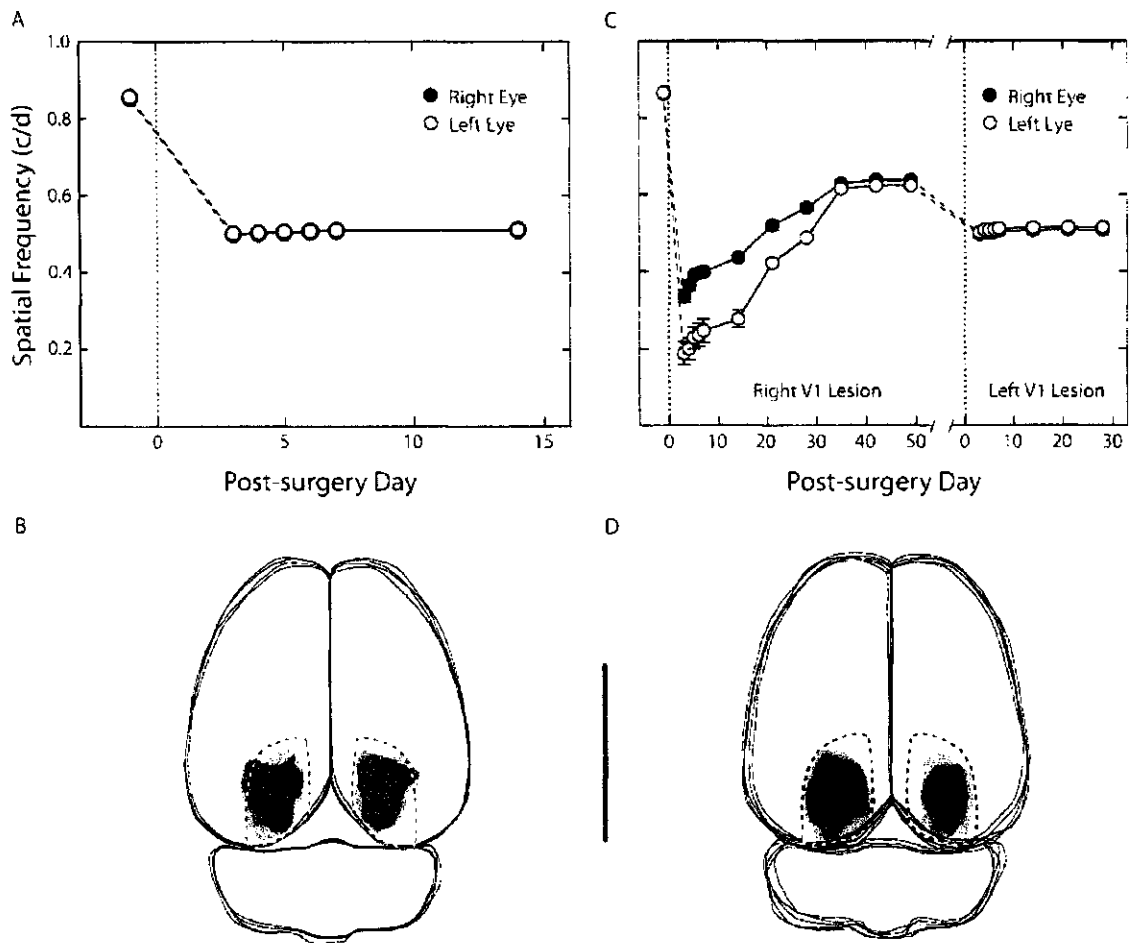 A
Spatial Frequency (c/d)
1.0
0.8
0.6
0.4
0.2
Right Eye
Left Eye
0
5
10
15
Post-surgery Day
C
Right Eye
Left Lye
Right V1 Lesion
Left V1 Lesion
0
10
20
30
40
50
0
10
20
30
Post-surgery Day
B
D